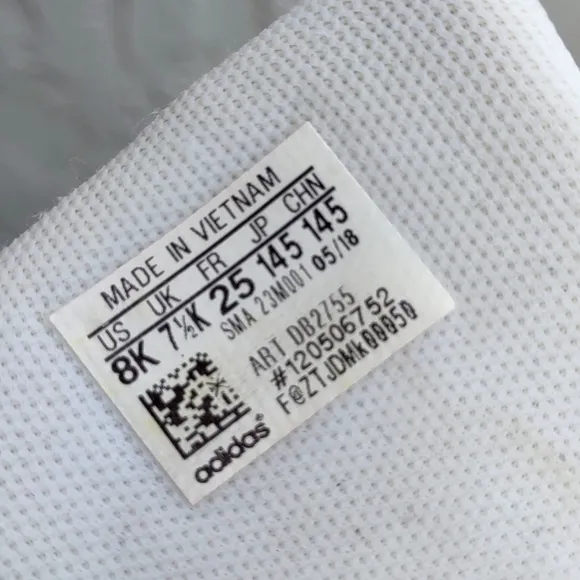 MADE IN VIETNAM
US UK FR JP CHN
8K 7½K 25 145 145
SMA 23M001 05/18
ART DB2755
#120506752
F@ZTJDMk00050
adidas®